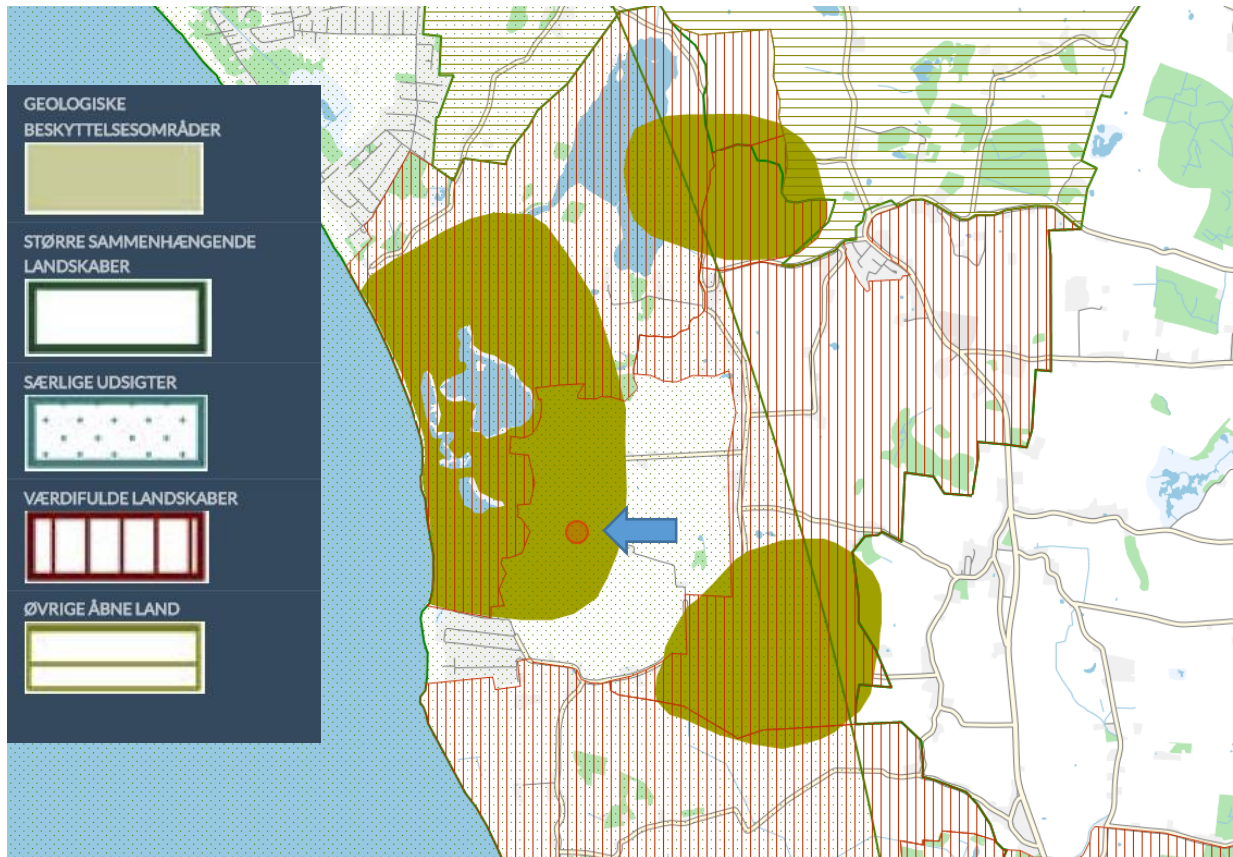 GEOLOGISKE
BESKYTTELSESOMRÅDER
STØRRE SAMMENHÆNGENDE
LANDSKABER
SÆRLIGE UDSIGTER
VÆRDIFULDE LANDSKABER
ØVRIGE ÅBNE LAND